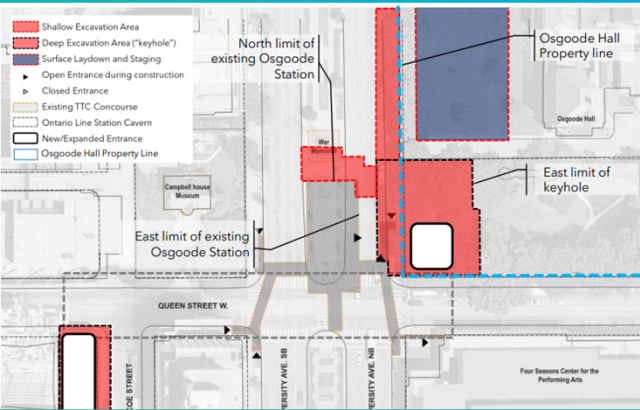 Shallow Excavation Area
Deep Excavation Area ("keyhole")
Surface Laydown and Staging
Open Entrance during construction
Closed Entrance
Existing TTC Concourse
Ontario Line Station Cavern
New/Expanded Entrance
Osgoode Hall Property Line
North limit of
existing Osgoode
Station
Osgoode Hall
Property line
Osgoode Hall
War
Memorial
East limit of
keyhole
Campbell house
Museum
East limit of existing
Osgoode Station
QUEEN STREET W.
OE STREET
ERSITY AVE. SB
ERSITY AVE. NB
Four Seasons Center for the
Performing Arts